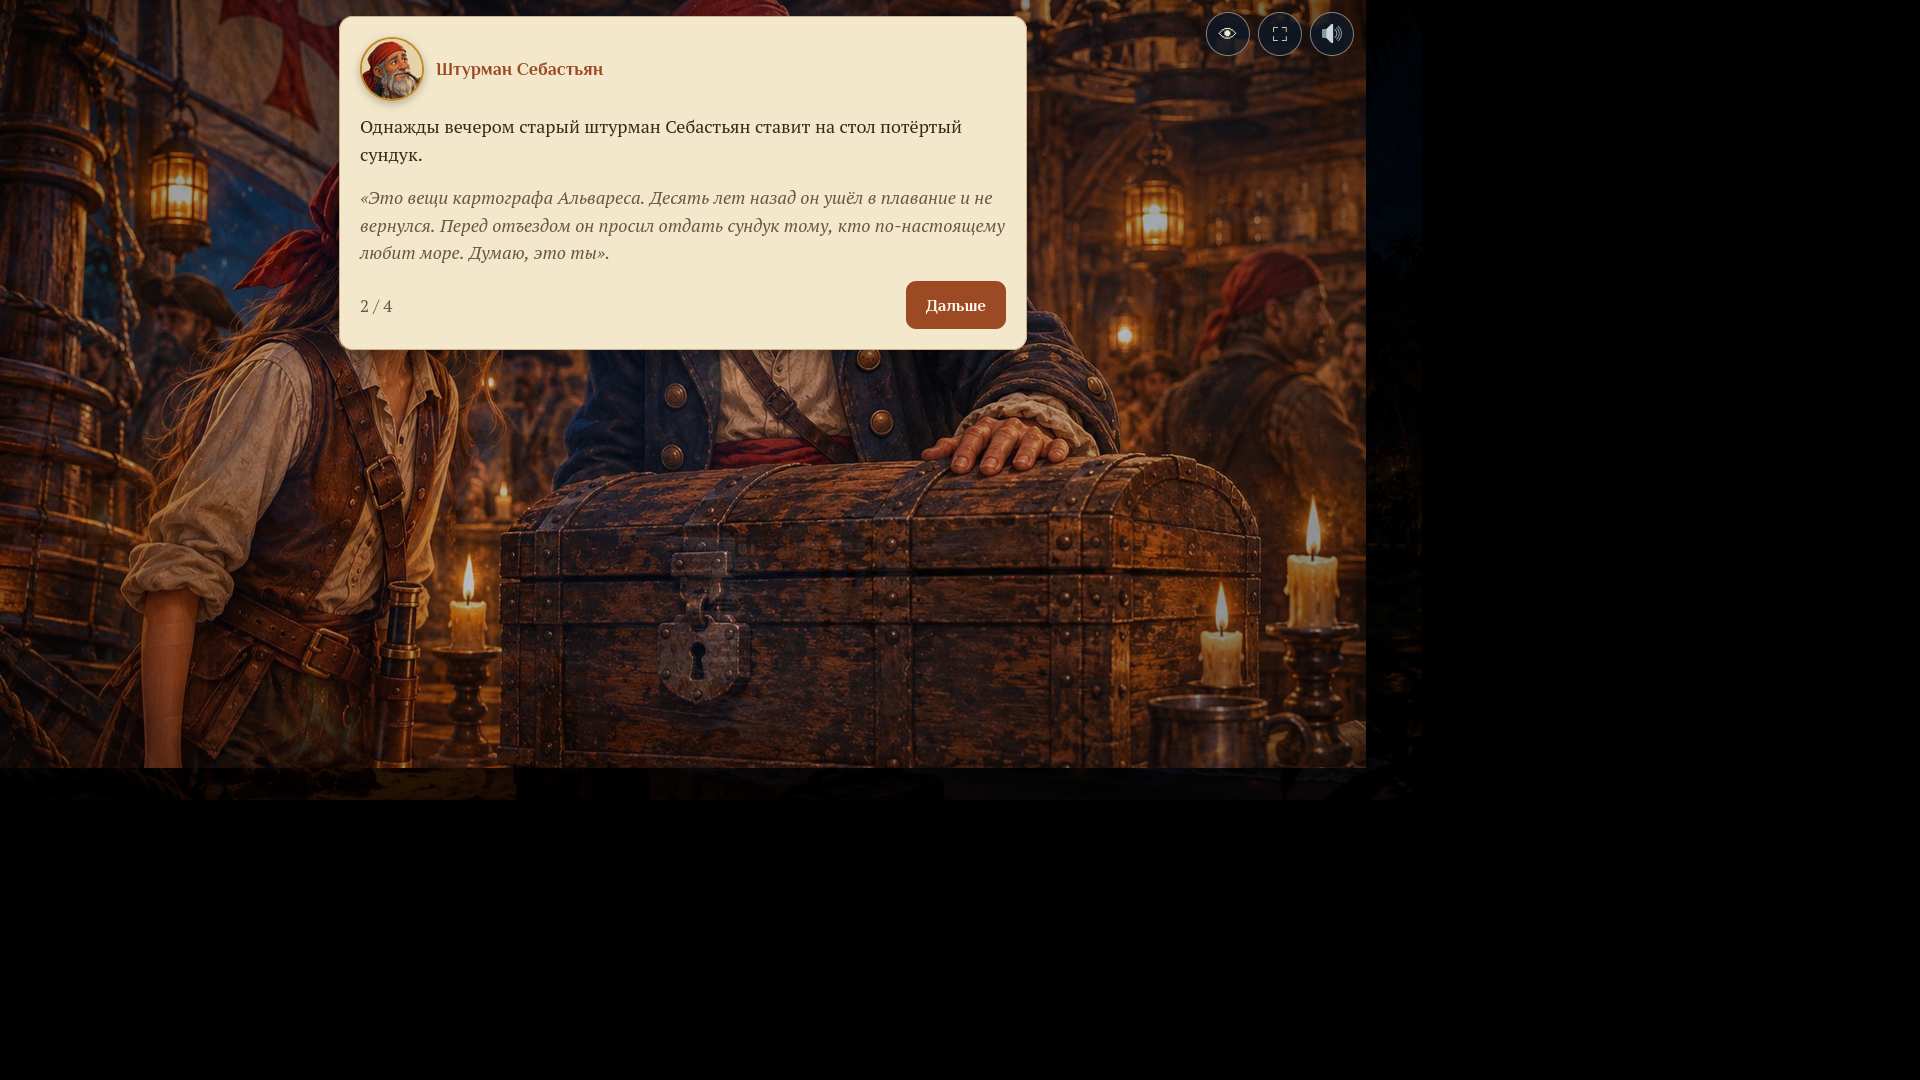 Штурман Себастьян
Однажды вечером старый штурман Себастьян ставит на стол потёртый
сундук.
«Это вещи картографа Альвареса. Десять лет назад он ушёл в плавание и не
вернулся. Перед отъездом он просил отдать сундук тому, кто по-настоящему
любит море. Думаю, это ты».
2 / 4
Дальше